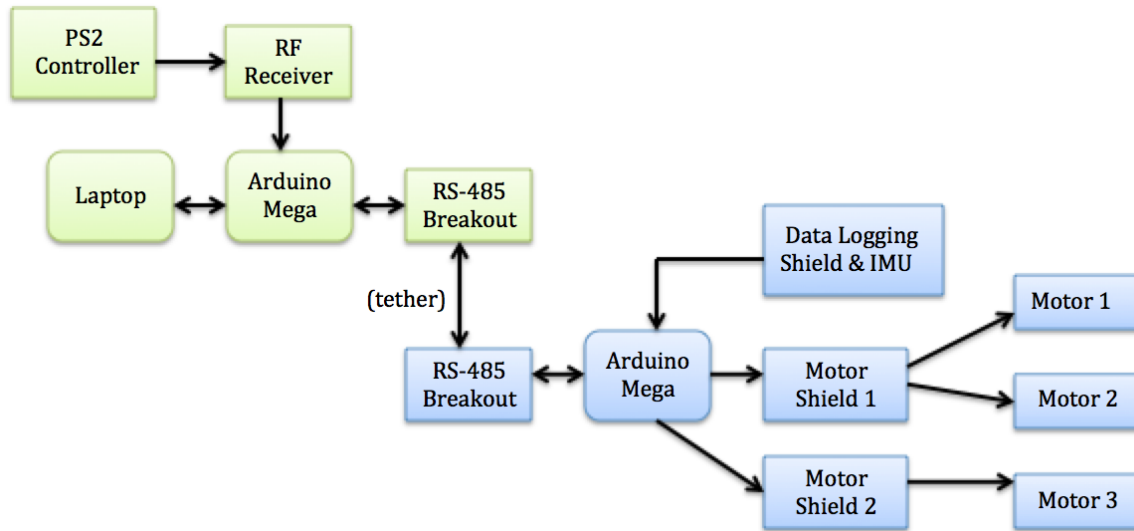 PS2
Controller
RF
Receiver
Laptop
Arduino
Mega
RS-485
Breakout
(tether)
Data Logging
Shield & IMU
RS-485
Breakout
Arduino
Mega
Motor
Shield 1
Motor 1
Motor 2
Motor
Shield 2
Motor 3